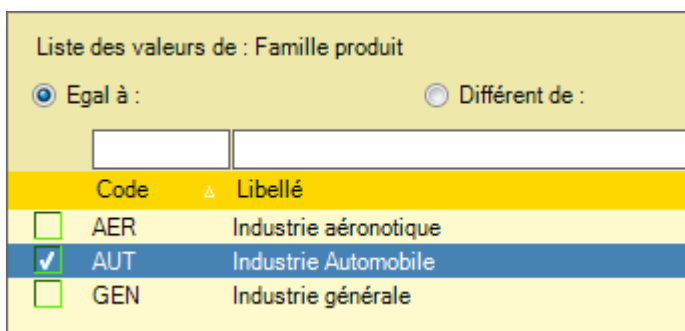 Liste des valeurs de : Famille produit
Egal à : Différent de :
Code Libellé
AER Industrie aéronotique
AUT Industrie Automobile
GEN Industrie générale